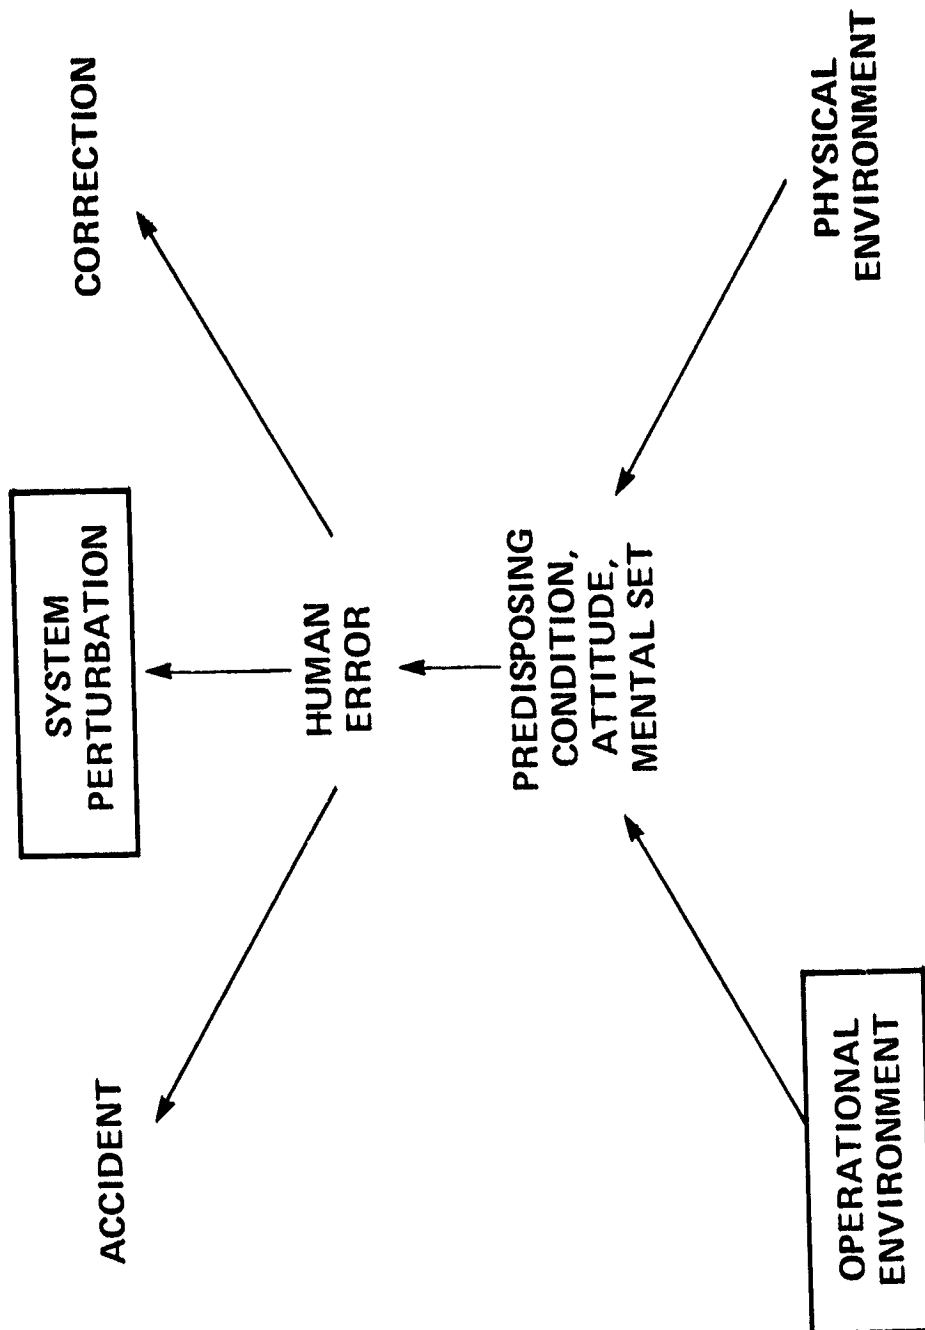 ACCIDENT
SYSTEM
PERTURBATION
CORRECTION
HUMAN
ERROR
PREDISPOSING
CONDITION,
ATTITUDE,
MENTAL SET
OPERATIONAL
ENVIRONMENT
PHYSICAL
ENVIRONMENT